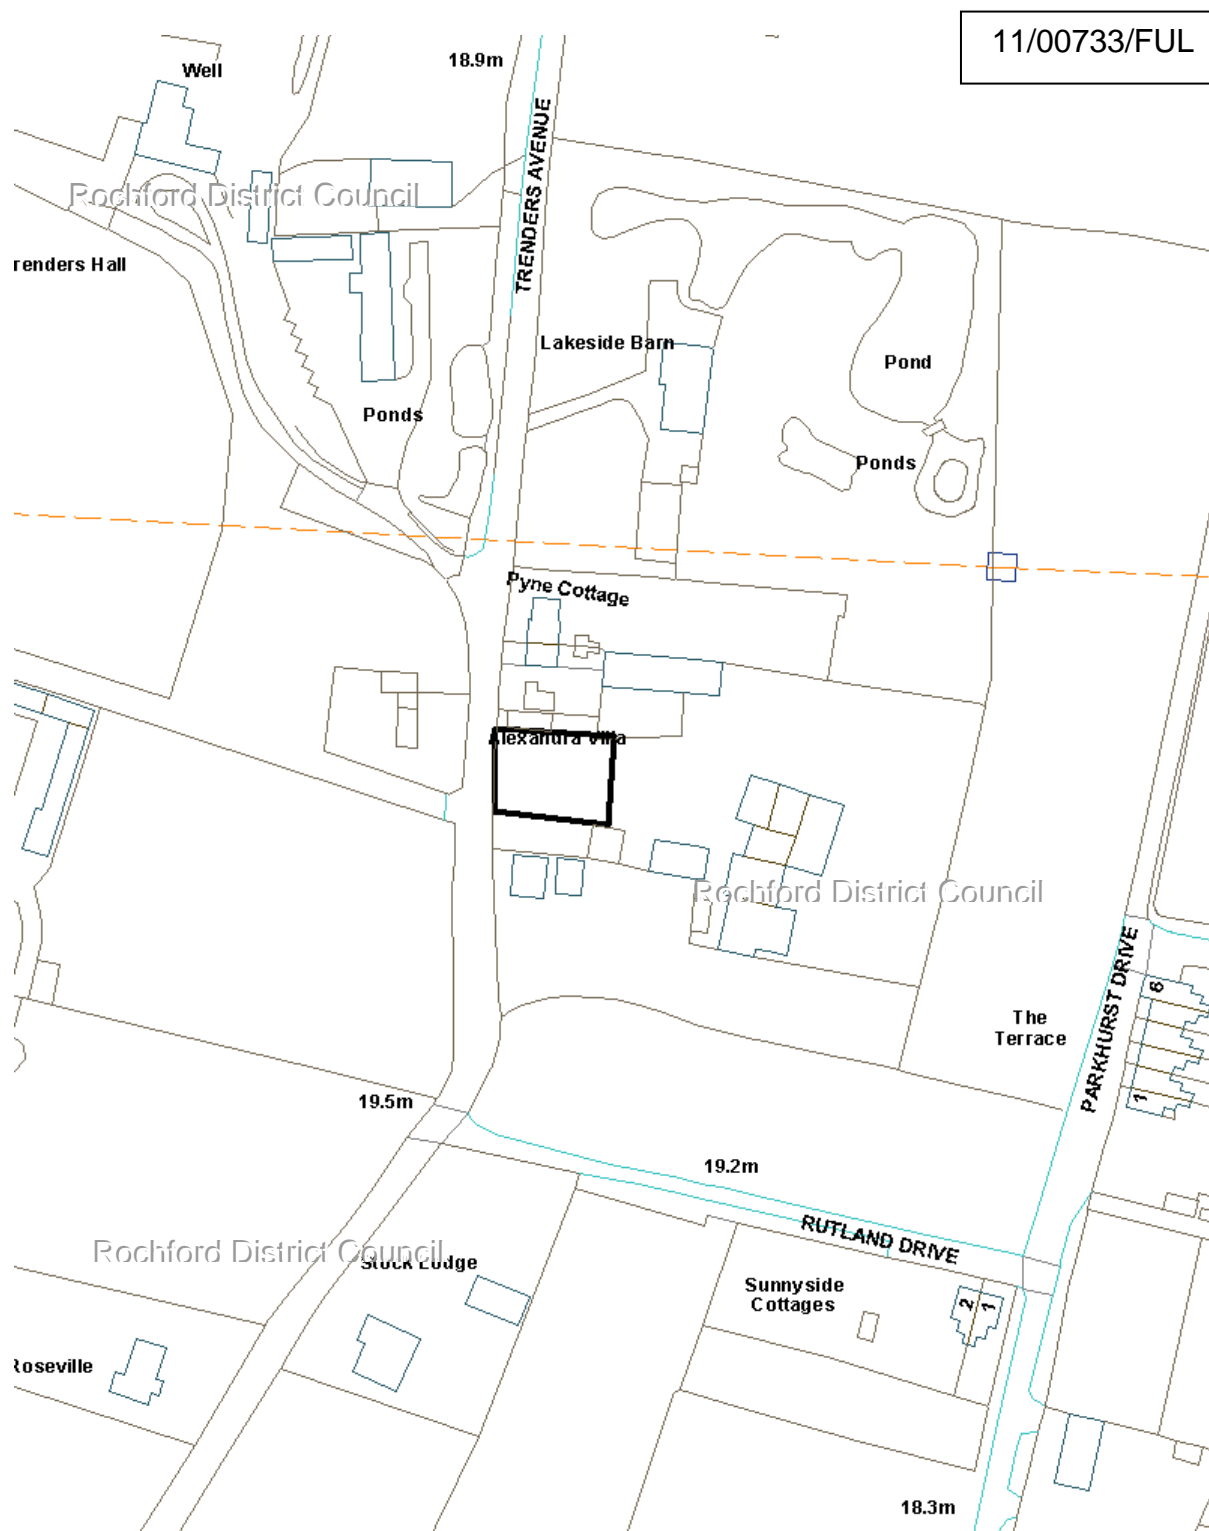 11/00733/FUL
18.9m
Well
TRENDERS AVENUE
Rochford District Council
renders Hall
Lakeside Barn
Pond
Ponds
Ponds
Pyne Cottage
Alexandra Villa
Rochford District Council
PARKHURST DRIVE
6
The
Terrace
1
19.5m
19.2m
RUTLAND DRIVE
Rochford District Council
Stock Lodge
Sunnyside
Cottages
2
1
Roseville
18.3m